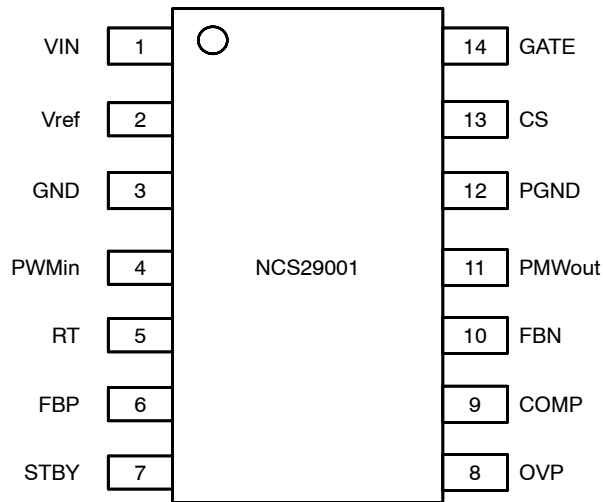 VIN 1 14 GATE
Vref 2 13 CS
GND 3 12 PGND
PWMin 4 NCS29001 11 PMWout
RT 5 10 FBN
FBP 6 9 COMP
STBY 7 8 OVP